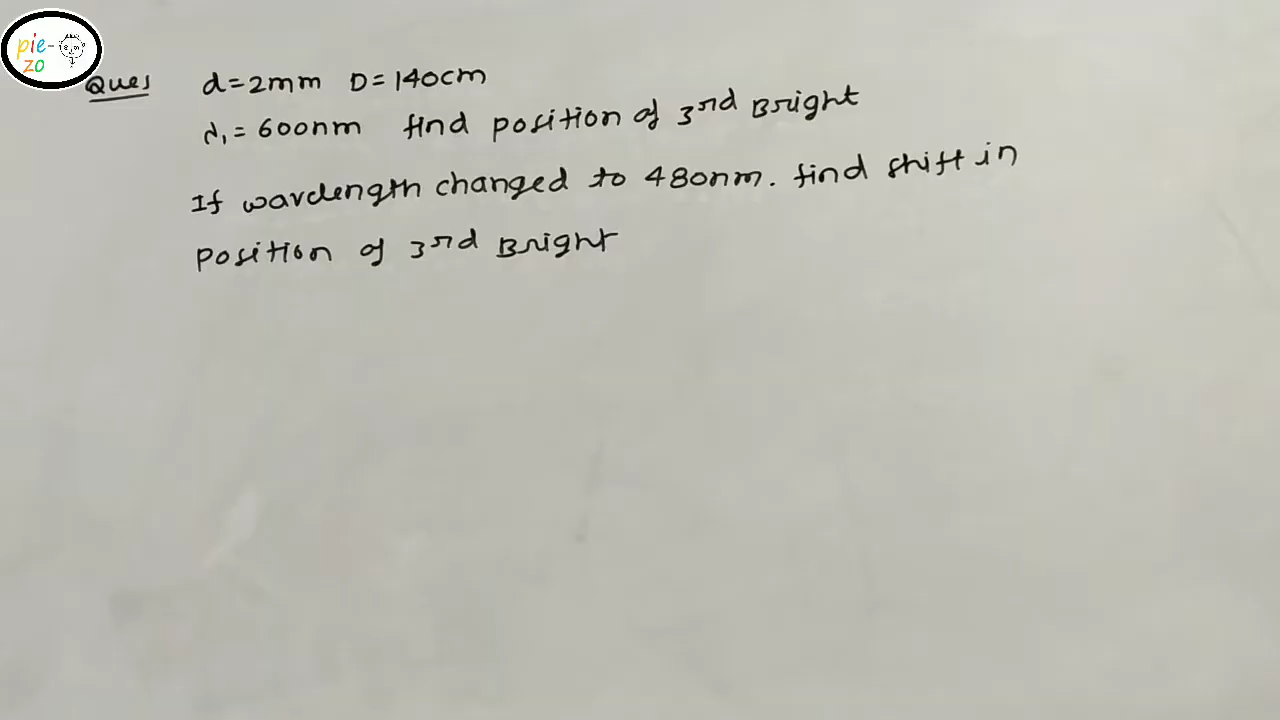 pie-
zo
Ques d=2mm D=140cm
λ₁=600nm find position of 3rd Bright
If wavelength changed to 480nm. find shift in
position of 3rd Bright